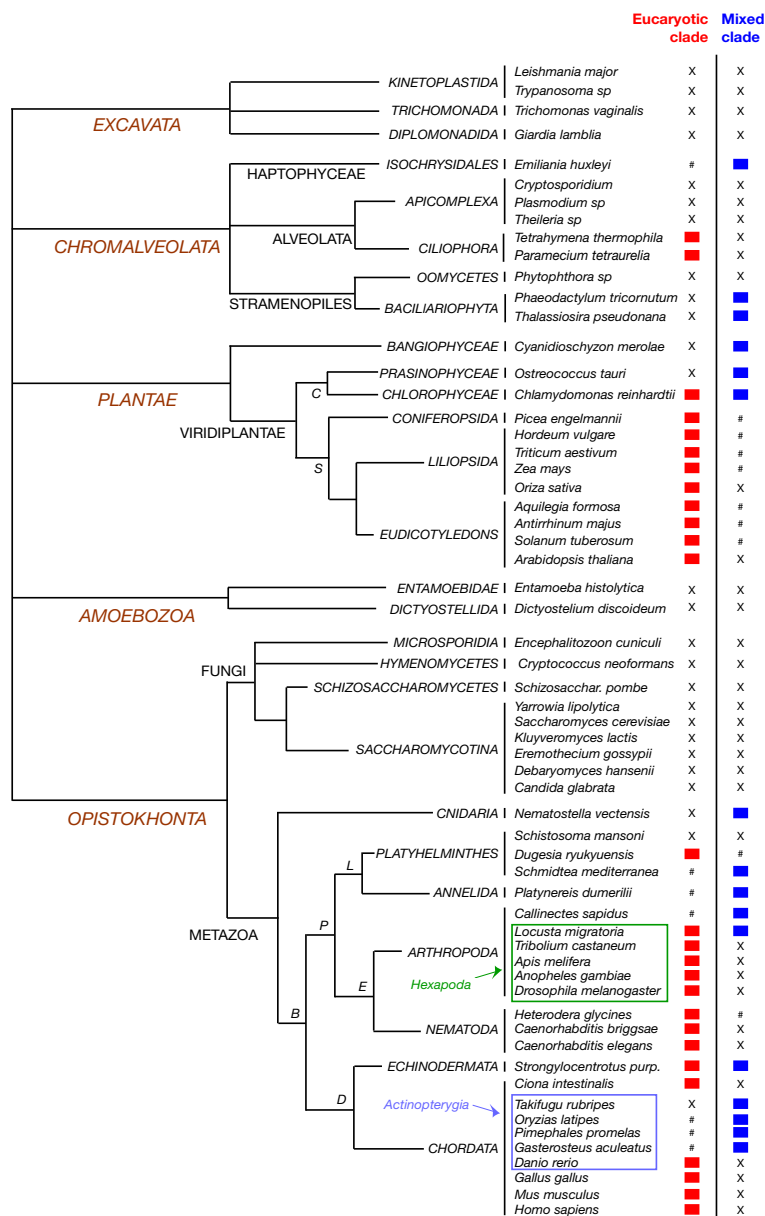 Eucaryotic Mixed
clade clade
Leishmania major X X
KINETOPLASTIDA
Trypanosoma sp X X
TRICHOMONADA Trichomonas vaginalis X X
EXCAVATA
DIPLOMONADIDA Giardia lamblia X X
ISOCHRYSIDALES Emiliania huxleyi #
HAPTOPHYCEAE
Cryptosporidium X X
APICOMPLEXA Plasmodium sp X X
Theileria sp X X
ALVEOLATA
Tetrahymena thermophila X
CHROMALVEOLATA
CILIOPHORA
Paramecium tetraurelia X
OOMYCETES Phytophthora sp X X
STRAMENOPILES
Phaeodactylum tricornutum X
BACILIARIOPHYTA
Thalassiosira pseudonana X
BANGIOPHYCEAE Cyanidioschyzon merolae X
PRASINOPHYCEAE Ostreococcus tauri X
C CHLOROPHYCEAE Chlamydomonas reinhardtii
PLANTAE
CONIFEROPSIDA Picea engelmannii #
VIRIDIPLANTAE
Hordeum vulgare #
Triticum aestivum #
LILIOPSIDA
S Zea mays #
Oriza sativa X
Aquilegia formosa #
Antirrhinum majus #
EUDICOTYLEDONS
Solanum tuberosum #
Arabidopsis thaliana X
ENTAMOEBIDAE Entamoeba histolytica X X
DICTYOSTELLIDA Dictyostelium discoideum X X
AMOEBOZOA
MICROSPORIDIA Encephalitozoon cuniculi X X
HYMENOMYCETES Cryptococcus neoformans X X
FUNGI
SCHIZOSACCHAROMYCETES Schizosacchar. pombe X X
Yarrowia lipolytica X X
Saccharomyces cerevisiae X X
Kluyveromyces lactis X X
SACCHAROMYCOTINA
Eremothecium gossypii X X
Debaryomyces hansenii X X
Candida glabrata X X
OPISTOKHONTA
CNIDARIA Nematostella vectensis X
Schistosoma mansoni X X
PLATYHELMINTHES Dugesia ryukyuensis #
L Schmidtea mediterranea #
ANNELIDA Platynereis dumerilii #
Callinectes sapidus #
P
METAZOA
Locusta migratoria
Tribolium castaneum X
ARTHROPODA
Apis melifera X
Anopheles gambiae X
Hexapoda
E
Drosophila melanogaster X
B
Heterodera glycines #
NEMATODA Caenorhabditis briggsae X
Caenorhabditis elegans X
ECHINODERMATA Strongylocentrotus purp.
Ciona intestinalis X
D Actinopterygia Takifugu rubripes X
Oryzias latipes #
Pimephales promelas #
CHORDATA Gasterosteus aculeatus #
Danio rerio X
Gallus gallus X
Mus musculus X
Homo sapiens X